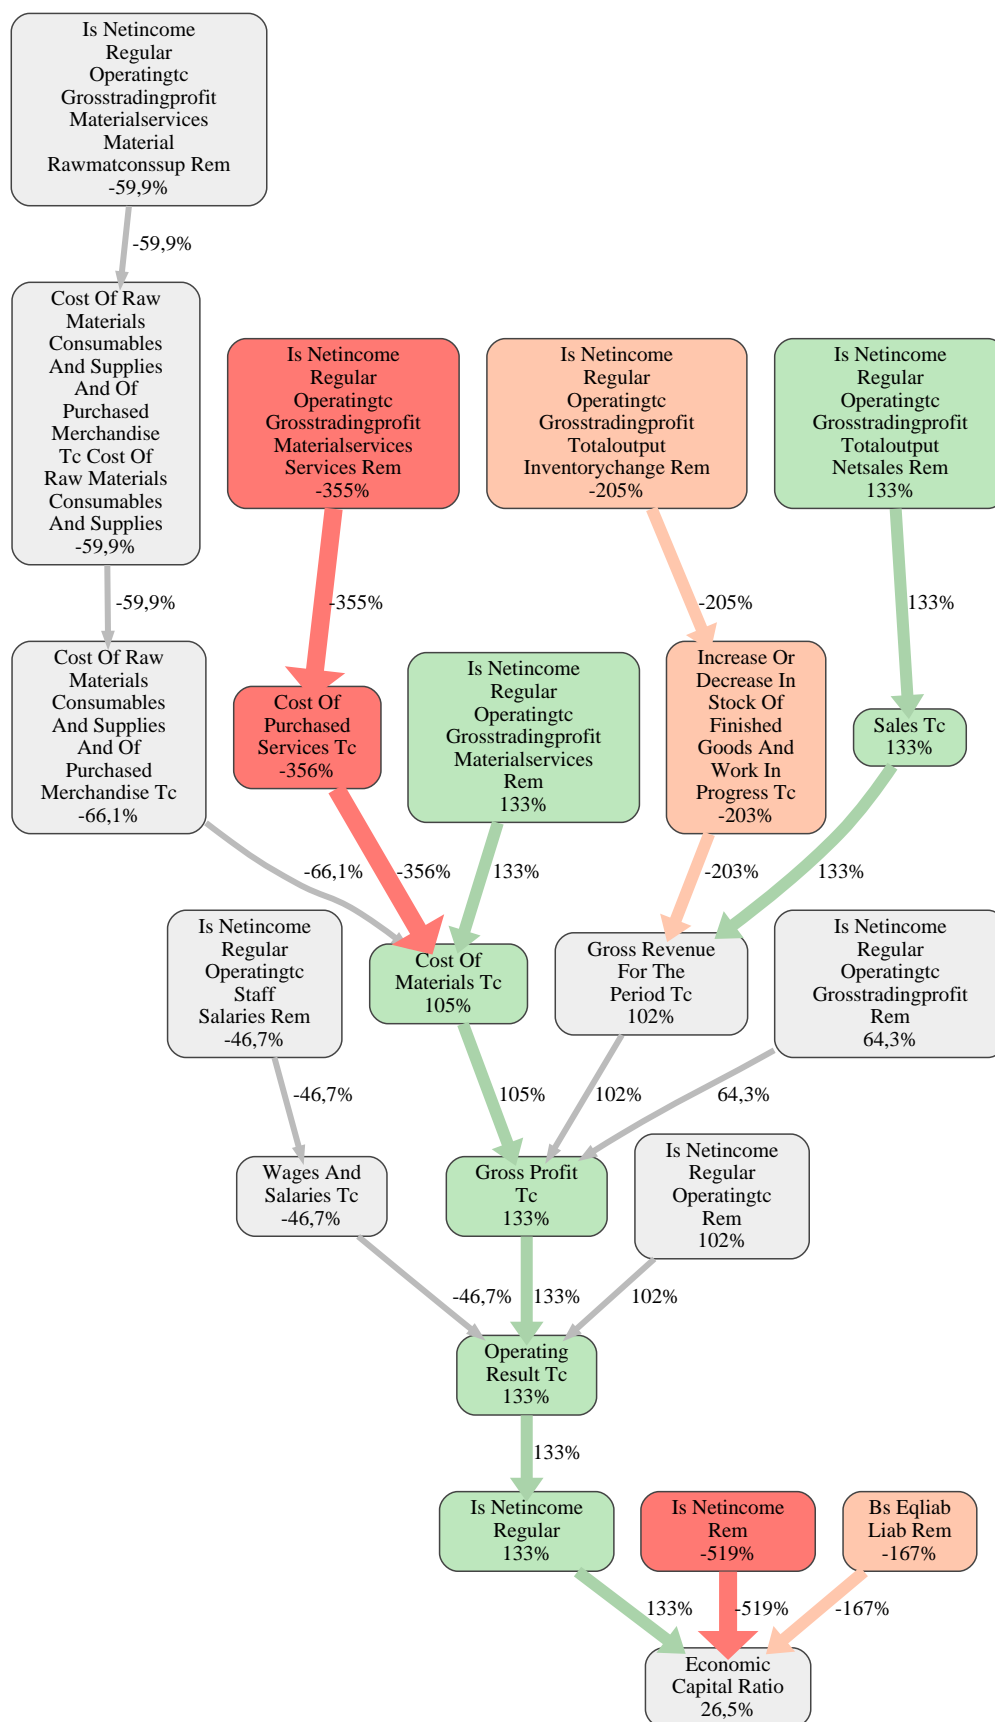 Is Netincome
Regular
Operatingtc
Grosstradingprofit
Materialservices
Material
Rawmatconssup Rem
-59,9%
-59,9%
Cost Of Raw
Materials
Consumables
And Supplies
And Of
Purchased
Merchandise
Tc Cost Of
Raw Materials
Consumables
And Supplies
-59,9%
Is Netincome
Regular
Operatingtc
Grosstradingprofit
Materialservices
Services Rem
-355%
Is Netincome
Regular
Operatingtc
Grosstradingprofit
Totaloutput
Inventorychange Rem
-205%
Is Netincome
Regular
Operatingtc
Grosstradingprofit
Totaloutput
Netsales Rem
133%
-59,9%
-355%
-205%
133%
Cost Of Raw
Materials
Consumables
And Supplies
And Of
Purchased
Merchandise Tc
-66,1%
Cost Of
Purchased
Services Tc
-356%
Is Netincome
Regular
Operatingtc
Grosstradingprofit
Materialservices
Rem
133%
Increase Or
Decrease In
Stock Of
Finished
Goods And
Work In
Progress Tc
-203%
Sales Tc
133%
-66,1%
-356%
133%
-203%
133%
Is Netincome
Regular
Operatingtc
Staff
Salaries Rem
-46,7%
Cost Of
Materials Tc
105%
Gross Revenue
For The
Period Tc
102%
Is Netincome
Regular
Operatingtc
Grosstradingprofit
Rem
64,3%
-46,7%
105%
102%
64,3%
Wages And
Salaries Tc
-46,7%
Gross Profit
Tc
133%
Is Netincome
Regular
Operatingtc
Rem
102%
-46,7%
133%
102%
Operating
Result Tc
133%
133%
Is Netincome
Regular
133%
Is Netincome
Rem
-519%
Bs Eqliab
Liab Rem
-167%
133%
-519%
-167%
Economic
Capital Ratio
26,5%